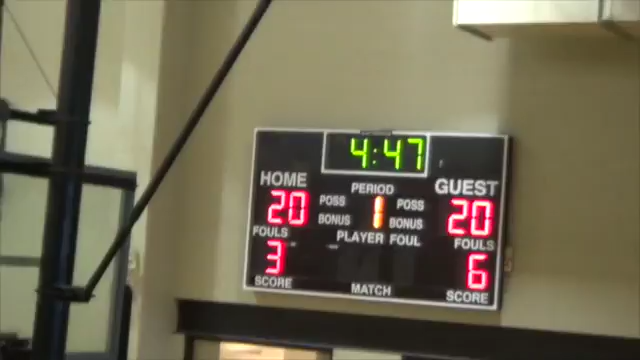 4:47
HOME PERIOD GUEST
20 POSS 1 POSS 20
BONUS BONUS
FOULS PLAYER FOUL FOULS
3 6
SCORE MATCH SCORE